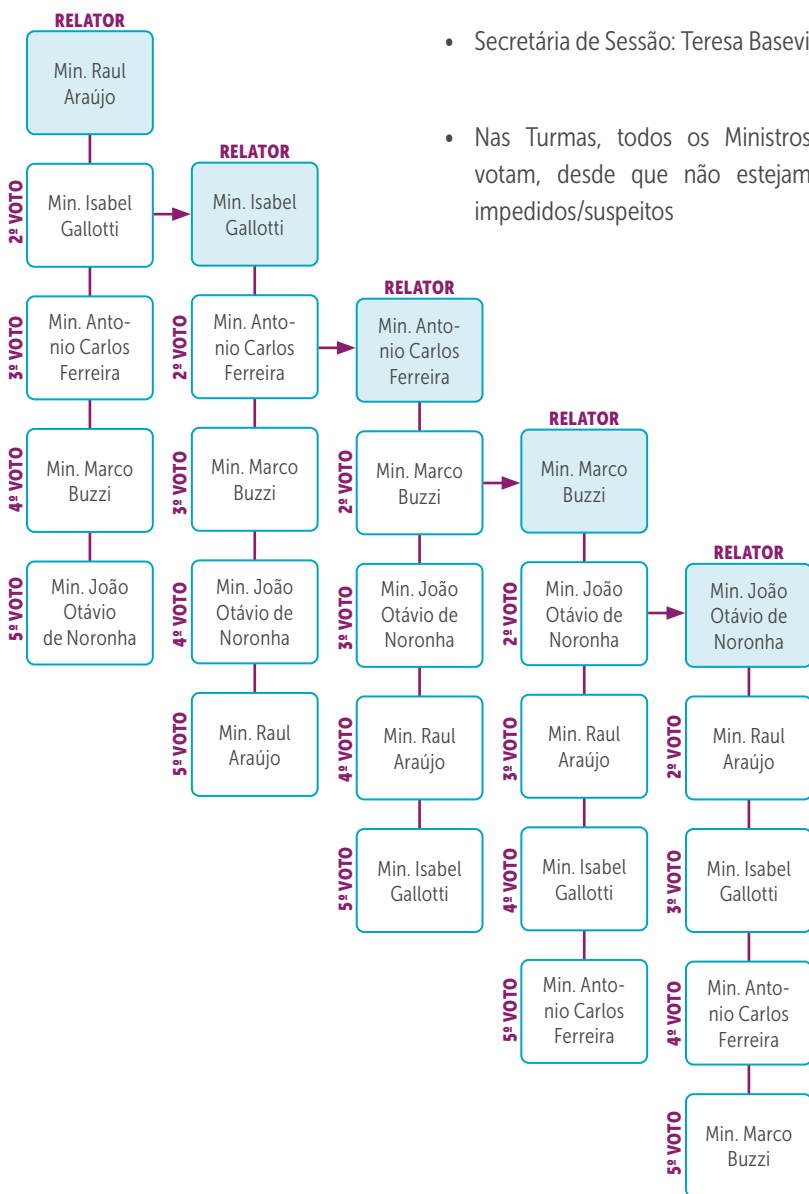 • Secretária de Sessão: Teresa Basevi
• Nas Turmas, todos os Ministros
votam, desde que não estejam
impedidos/suspeitos
RELATOR
Min. Raul
Araújo
2º VOTO
Min. Isabel
Gallotti
3º VOTO
Min. Anto-
nio Carlos
Ferreira
4º VOTO
Min. Marco
Buzzi
5º VOTO
Min. João
Otávio
de Noronha
RELATOR
Min. Isabel
Gallotti
2º VOTO
Min. Anto-
nio Carlos
Ferreira
3º VOTO
Min. Marco
Buzzi
4º VOTO
Min. João
Otávio de
Noronha
5º VOTO
Min. Raul
Araújo
RELATOR
Min. Anto-
nio Carlos
Ferreira
2º VOTO
Min. Marco
Buzzi
3º VOTO
Min. João
Otávio de
Noronha
4º VOTO
Min. Raul
Araújo
5º VOTO
Min. Isabel
Gallotti
RELATOR
Min. Marco
Buzzi
2º VOTO
Min. João
Otávio de
Noronha
3º VOTO
Min. Raul
Araújo
4º VOTO
Min. Isabel
Gallotti
5º VOTO
Min. Anto-
nio Carlos
Ferreira
RELATOR
Min. João
Otávio de
Noronha
2º VOTO
Min. Raul
Araújo
3º VOTO
Min. Isabel
Gallotti
4º VOTO
Min. Anto-
nio Carlos
Ferreira
5º VOTO
Min. Marco
Buzzi